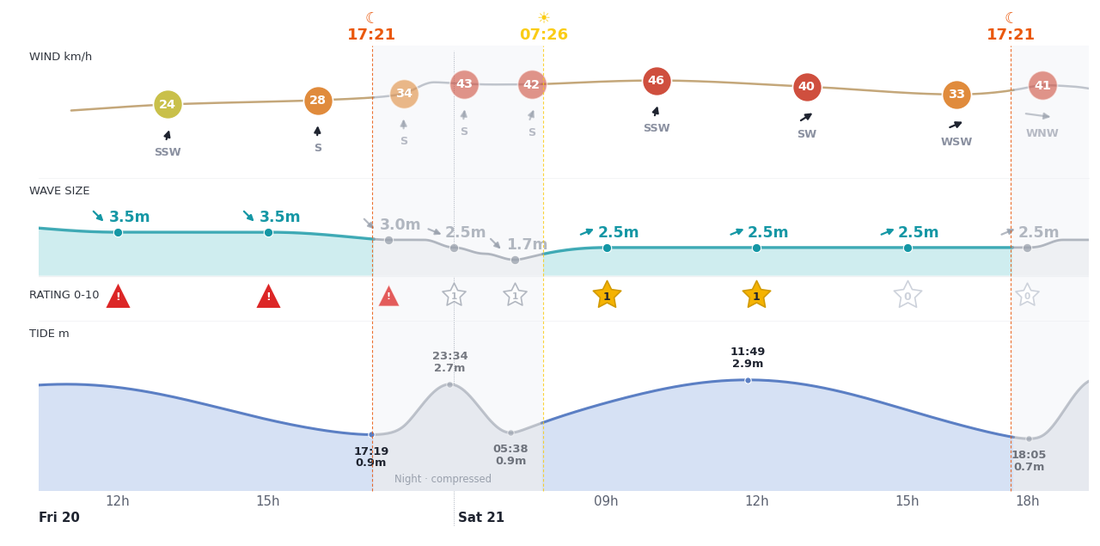 17:21
07:26
17:21
WIND km/h
24
28
34
43
42
46
40
33
41
SSW
S
S
S
S
SSW
SW
WSW
WNW
WAVE SIZE
3.5m
3.5m
3.0m
2.5m
1.7m
2.5m
2.5m
2.5m
2.5m
RATING 0-10
!
!
!
1
1
1
1
0
0
TIDE m
23:34
2.7m
11:49
2.9m
17:19
0.9m
05:38
0.9m
18:05
0.7m
Night · compressed
12h
15h
09h
12h
15h
18h
Fri 20
Sat 21